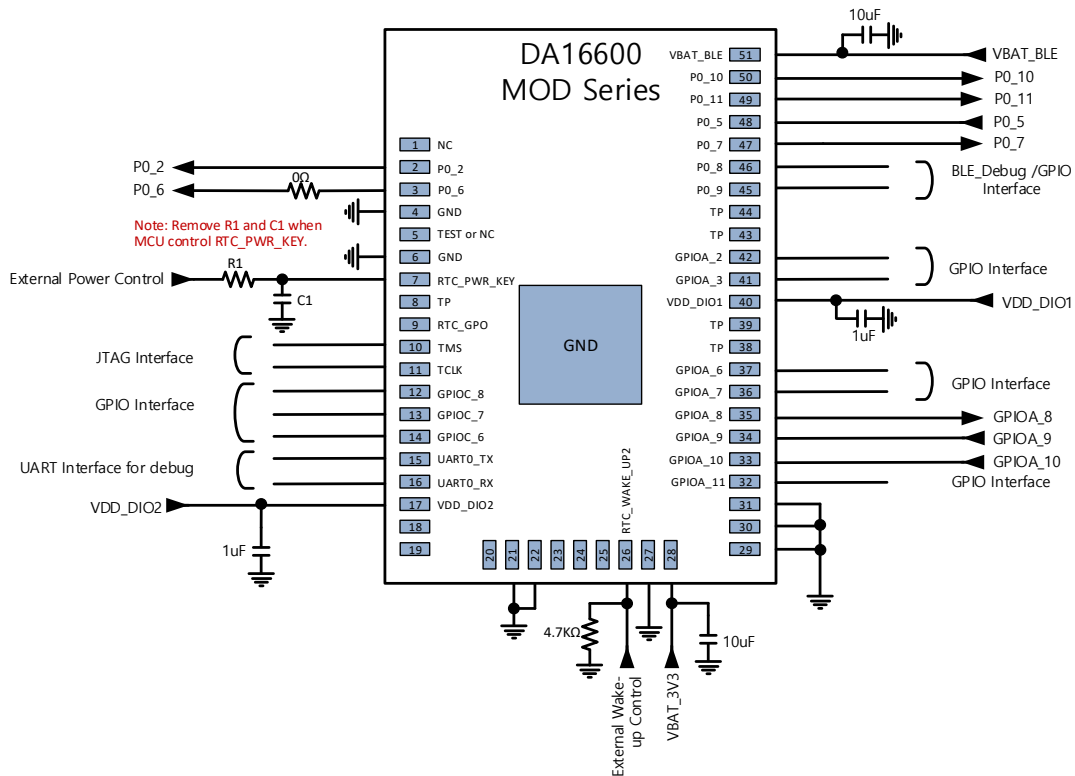 10uF
DA16600
MOD Series
VBAT_BLE
51
VBAT_BLE
P0_10
50
P0_10
P0_11
49
P0_11
P0_5
48
P0_5
P0_7
47
P0_7
P0_8
46
P0_9
45
BLE_Debug /GPIO
Interface
TP
44
TP
43
GPIOA_2
42
GPIOA_3
41
GPIO Interface
VDD_DIO1
40
VDD_DIO1
1uF
TP
39
TP
38
GPIOA_6
37
GPIOA_7
36
GPIO Interface
GPIOA_8
35
GPIOA_8
GPIOA_9
34
GPIOA_9
GPIOA_10
33
GPIOA_10
GPIOA_11
32
GPIO Interface
31
30
29
1
NC
P0_2
2
P0_2
P0_6
0Ω
3
P0_6
4
GND
Note: Remove R1 and C1 when
MCU control RTC_PWR_KEY.
5
TEST or NC
6
GND
External Power Control
R1
C1
7
RTC_PWR_KEY
8
TP
9
RTC_GPO
JTAG Interface
10
TMS
11
TCLK
GPIO Interface
12
GPIOC_8
13
GPIOC_7
14
GPIOC_6
UART Interface for debug
15
UART0_TX
16
UART0_RX
VDD_DIO2
17
VDD_DIO2
1uF
18
19
GND
RTC_WAKE_UP2
20
21
22
23
24
25
26
27
28
4.7KΩ
10uF
External Wake-
up Control
VBAT_3V3